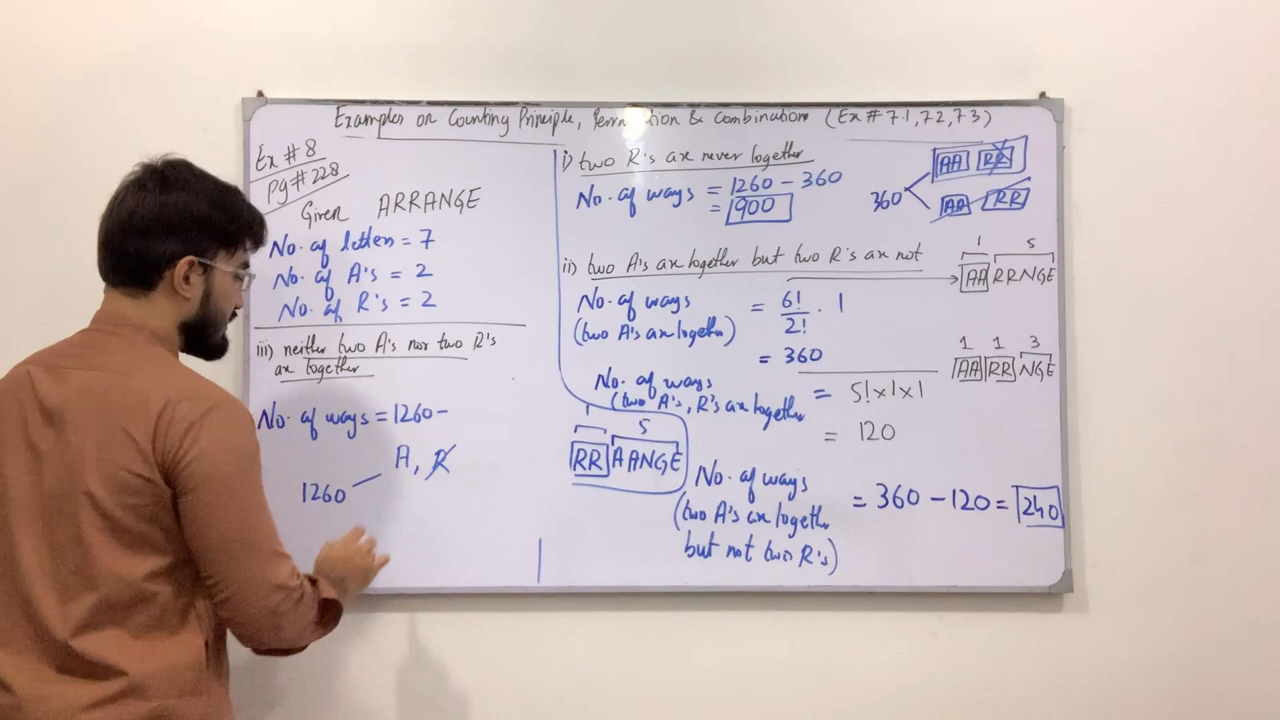 Examples on Counting Principle, Permutation & Combination (Ex # 7.1, 7.2, 7.3)
Ex # 8
Pg # 228
Given ARRANGE
No. of letters = 7
No. of A's = 2
No. of R's = 2
iii) neither two A's nor two R's
are together
No. of ways = 1260 -
A, R
1260
i) two R's are never together
No. of ways = 1260 - 360
= 900
360
AA RR
AA RR
ii) two A's are together but two R's are not
1 5
AA RRNGE
No. of ways = 6!/2! . 1
(two A's are together)
= 360
1 1 3
AA RR NGE
No. of ways
(two A's, R's are together = 5!x1x1
= 120
1 5
RR AANGE
No. of ways
(two A's are together = 360 - 120 = 240
but not two R's)